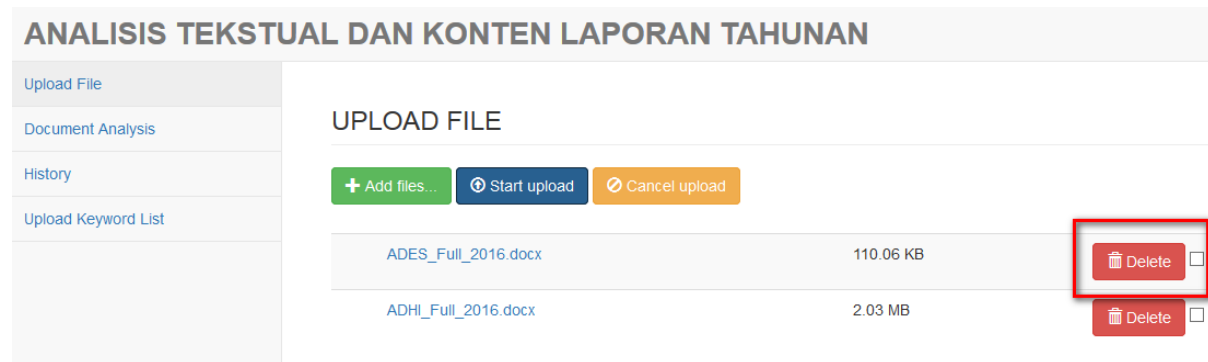 ANALISIS TEKSTUAL DAN KONTEN LAPORAN TAHUNAN
Upload File
Document Analysis
History
Upload Keyword List
UPLOAD FILE
Add files... Start upload Cancel upload
ADES_Full_2016.docx 110.06 KB Delete
ADHI_Full_2016.docx 2.03 MB Delete